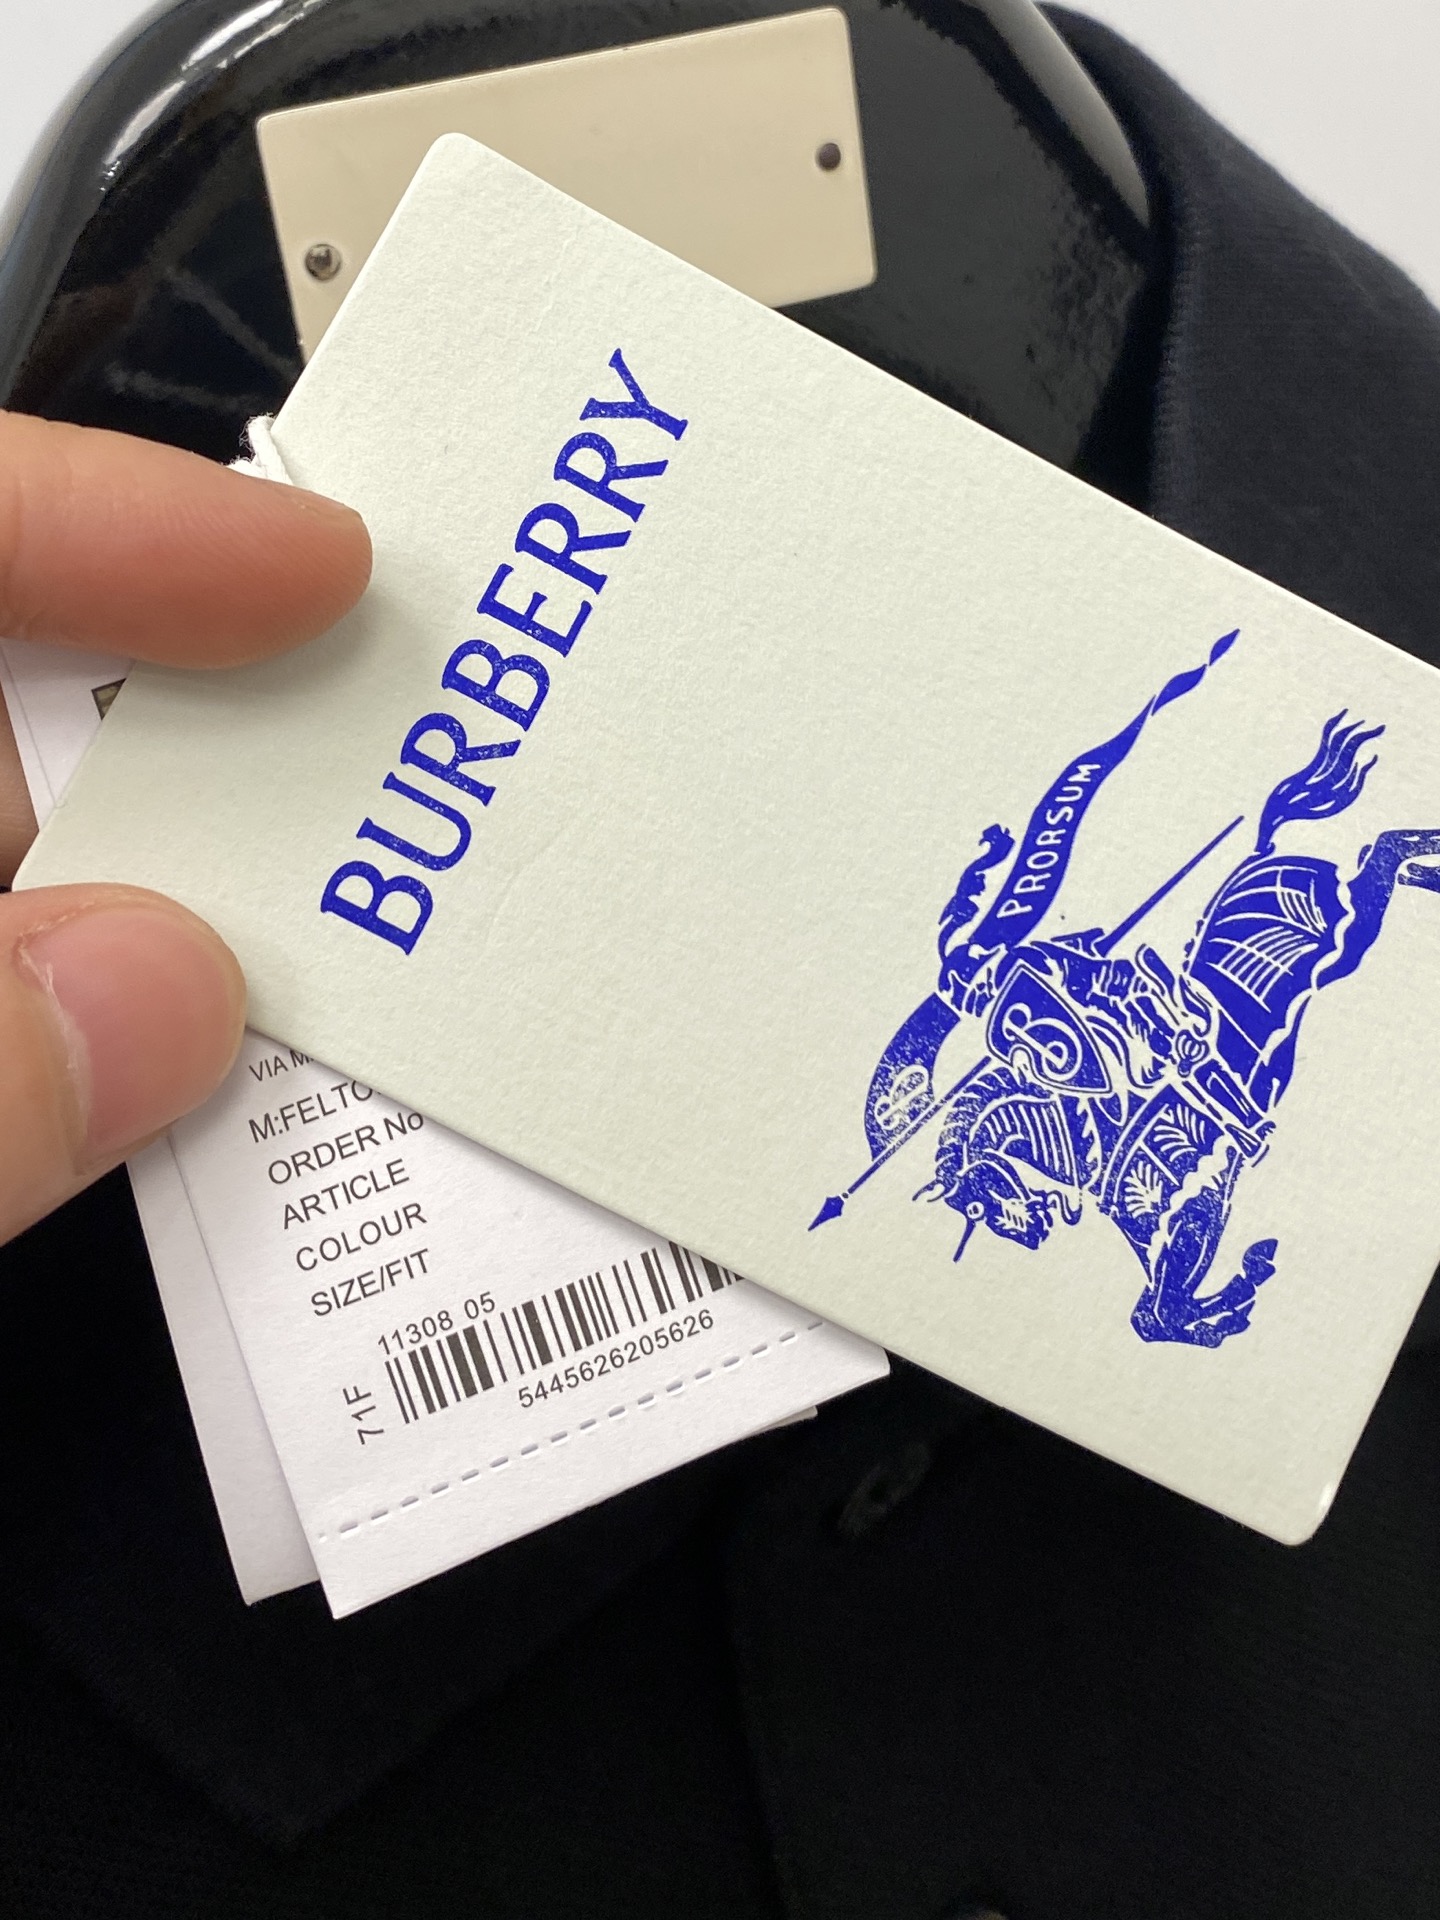 BURBERRY
PRORSUM
B
VIA M
M:FELTO
ORDER No
ARTICLE
COLOUR
SIZE/FIT
11308 05
5445626205626
71F